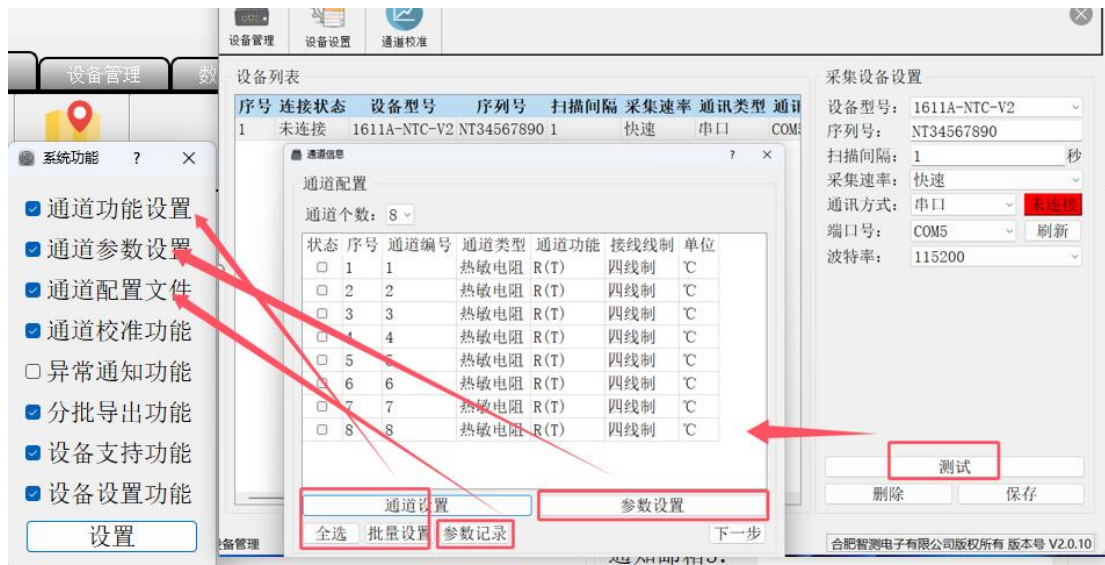 设备管理 设备设置 通道校准
设备管理 数
系统功能 ? ×
通道功能设置
通道参数设置
通道配置文件
通道校准功能
异常通知功能
分批导出功能
设备支持功能
设备设置功能
设置
设备列表
序号 连接状态 设备型号 序列号 扫描间隔 采集速率 通讯类型 通讯
1 未连接 1611A-NTC-V2 NT34567890 1 快速 串口 COM5
通道信息 ? ×
通道配置
通道个数: 8
状态 序号 通道编号 通道类型 通道功能 接线线制 单位
1 1 热敏电阻 R(T) 四线制 ℃
2 2 热敏电阻 R(T) 四线制 ℃
3 3 热敏电阻 R(T) 四线制 ℃
4 4 热敏电阻 R(T) 四线制 ℃
5 5 热敏电阻 R(T) 四线制 ℃
6 6 热敏电阻 R(T) 四线制 ℃
7 7 热敏电阻 R(T) 四线制 ℃
8 8 热敏电阻 R(T) 四线制 ℃
通道设置 参数设置
全选 批量设置 参数记录 下一步
采集设备设置
设备型号: 1611A-NTC-V2
序列号: NT34567890
扫描间隔: 1 秒
采集速率: 快速
通讯方式: 串口 未连接
端口号: COM5 刷新
波特率: 115200
测试
删除 保存
备管理
合肥智测电子有限公司版权所有 版本号 V2.0.10